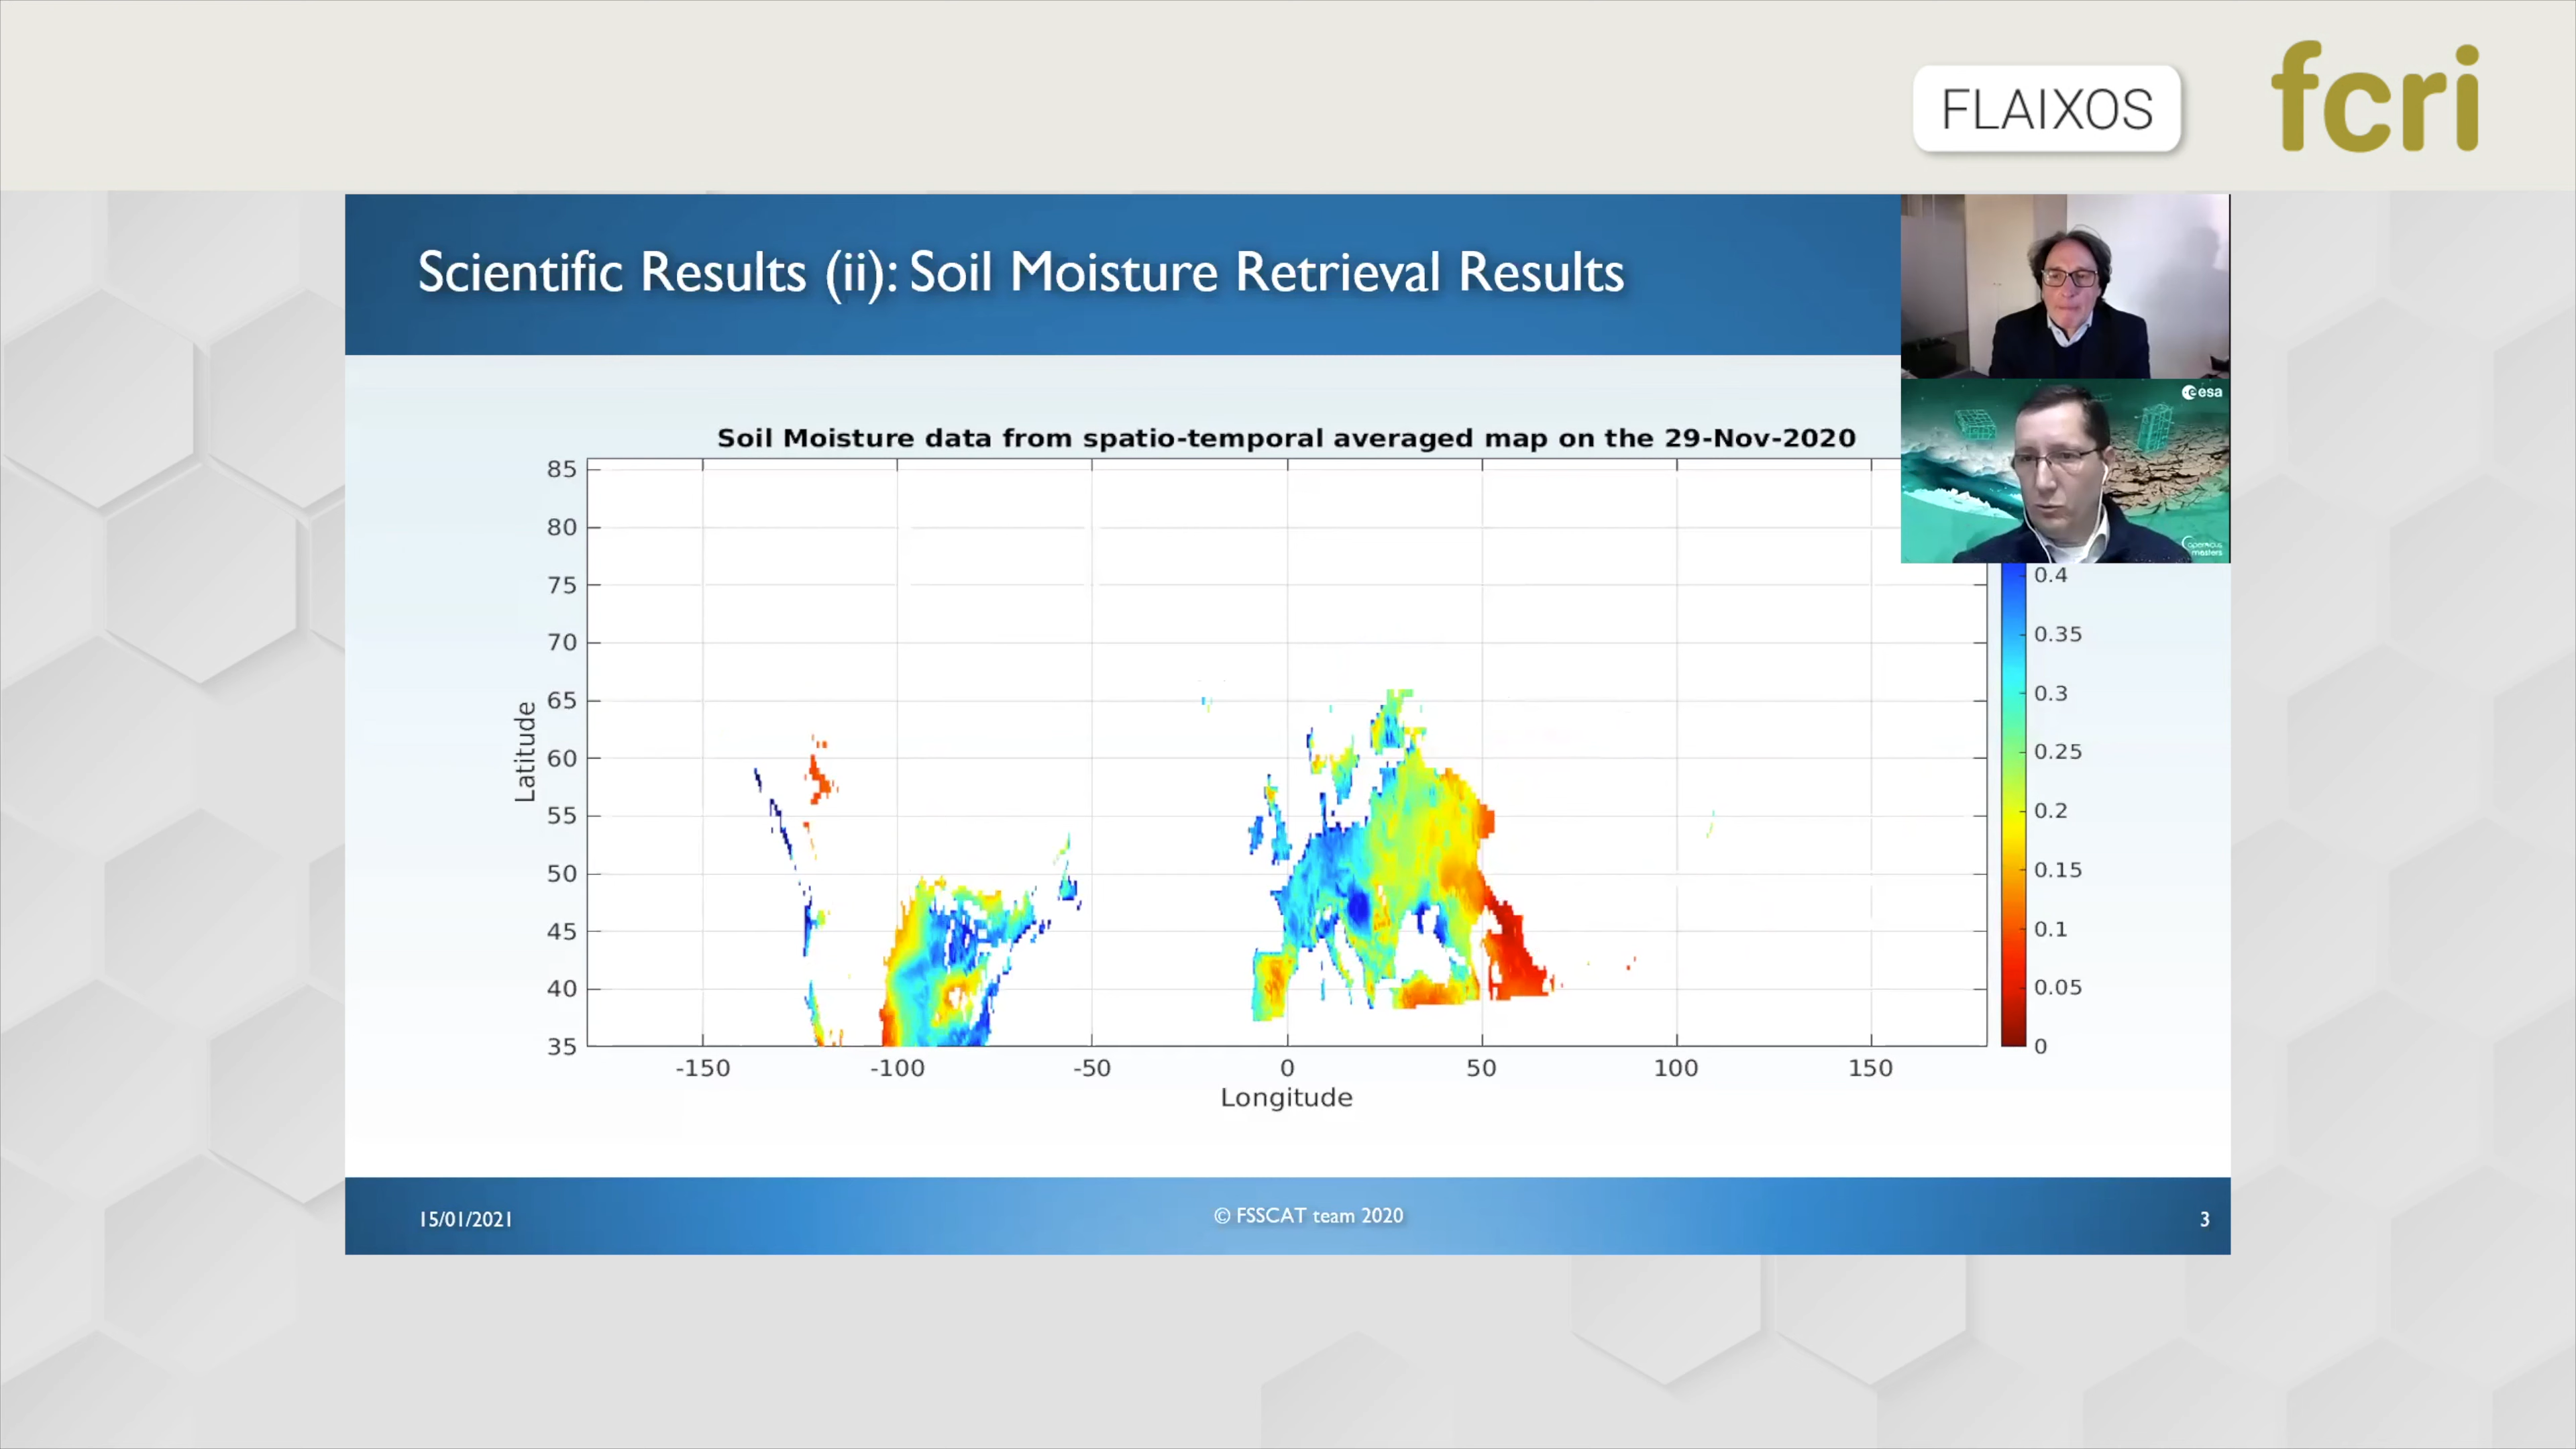 FLAIXOS
fcri
Scientific Results (ii): Soil Moisture Retrieval Results
esa
Copernicus
masters
Soil Moisture data from spatio-temporal averaged map on the 29-Nov-2020
85
80
75
70
65
60
55
50
45
40
35
Latitude
-150
-100
-50
0
50
100
150
Longitude
0.4
0.35
0.3
0.25
0.2
0.15
0.1
0.05
0
15/01/2021
© FSSCAT team 2020
3